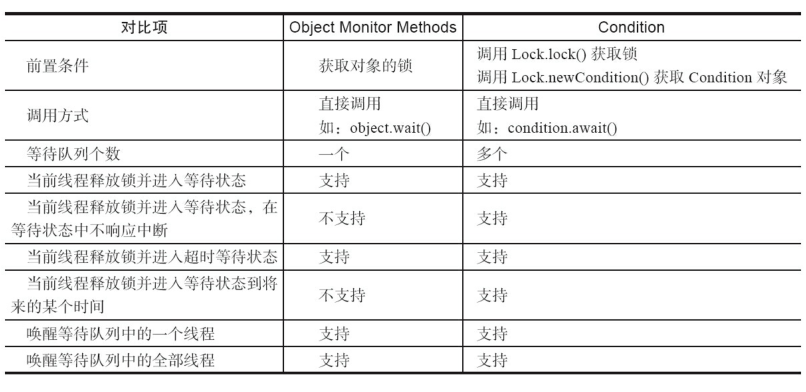 对比项 Object Monitor Methods Condition
前置条件 获取对象的锁 调用 Lock.lock() 获取锁
调用 Lock.newCondition() 获取 Condition 对象
调用方式 直接调用 直接调用
如：object.wait() 如：condition.await()
等待队列个数 一个 多个
当前线程释放锁并进入等待状态 支持 支持
当前线程释放锁并进入等待状态，在
等待状态中不响应中断 不支持 支持
当前线程释放锁并进入超时等待状态 支持 支持
当前线程释放锁并进入等待状态到将
来的某个时间 不支持 支持
唤醒等待队列中的一个线程 支持 支持
唤醒等待队列中的全部线程 支持 支持